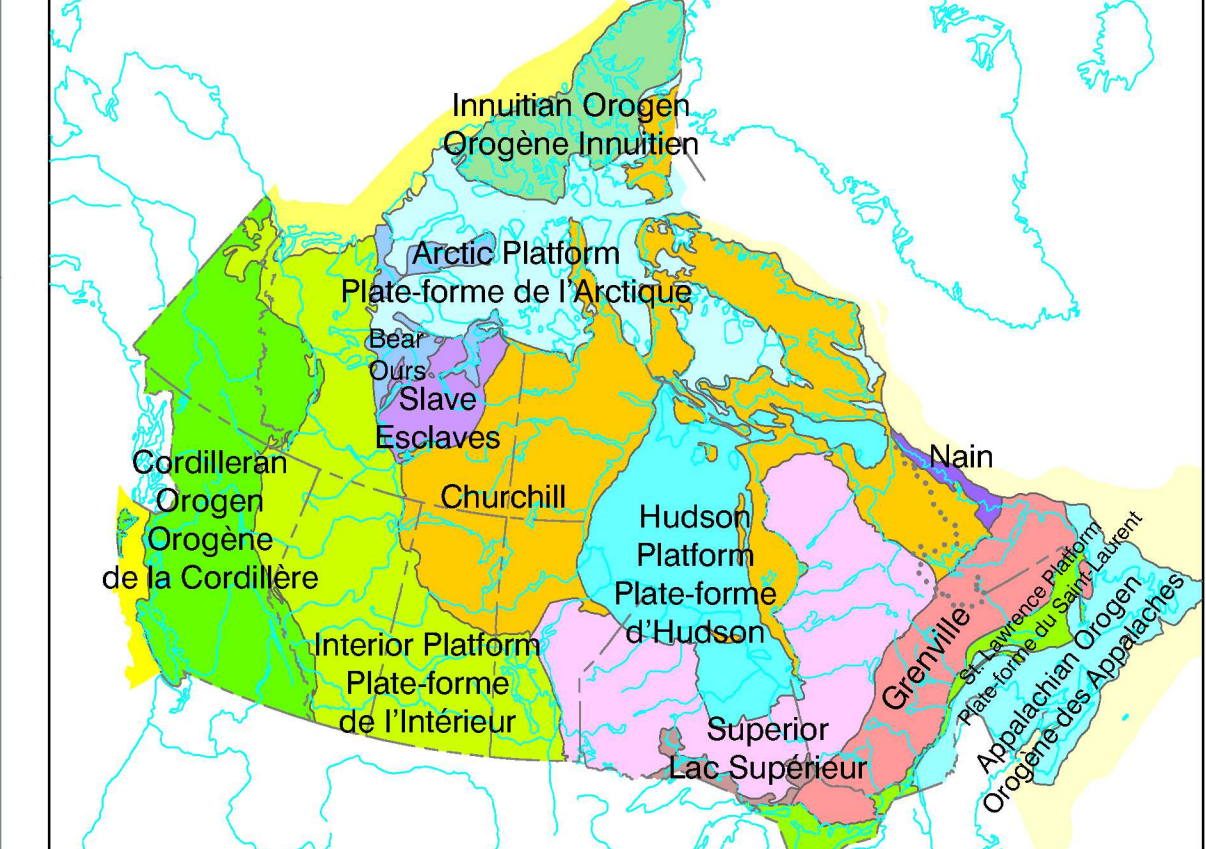 Innuitian Orogen
Orogène Innuitien
Arctic Platform
Plate-forme de l'Arctique
Bear
Ours
Slave
Esclaves
Nain
Cordilleran
Orogen
Orogène
de la Cordillère
Churchill
Hudson
Platform
Plate-forme
d'Hudson
Interior Platform
Plate-forme
de l'Intérieur
Superior
Lac Supérieur
Grenville
St. Lawrence Platform
Plate-forme du Saint-Laurent
Appalachian Orogen
Orogène des Appalaches